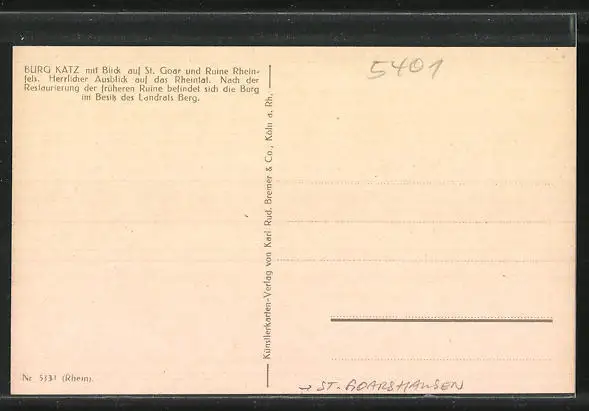 BURG KATZ mit Blick auf St. Goar und Ruine Rhein-
fels. Herrlicher Ausblick auf das Rheintal. Nach der
Restaurierung der früheren Ruine befindet sich die Burg
im Besitz des Landrats Berg.
Nr. 5331 (Rhein).
Künstlerkarten-Verlag von Karl Rud. Bremer & Co., Köln a. Rh.
5401
→ ST. GOARSHAUSEN